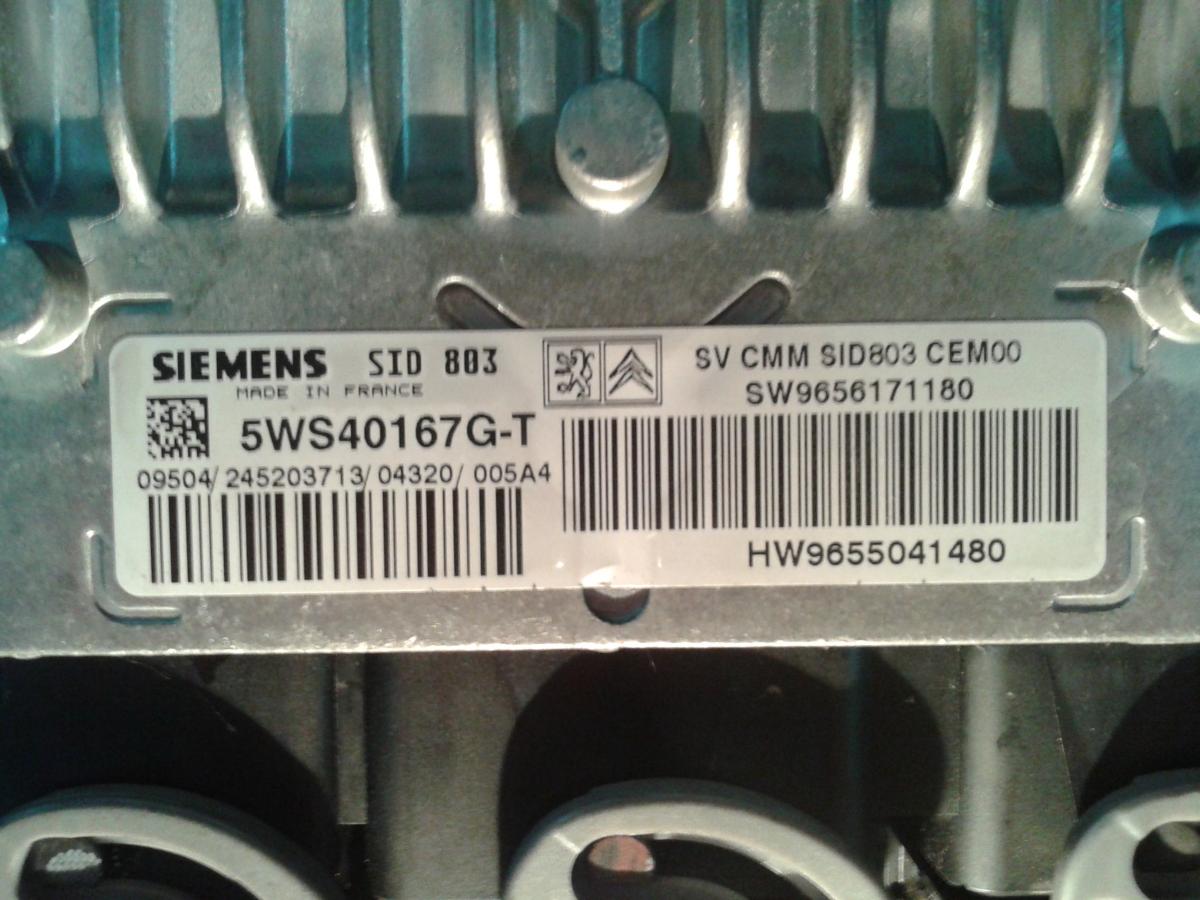 SIEMENS SID 803
MADE IN FRANCE
5WS40167G-T
09504/245203713/04320/005A4
SV CMM SID803 CEM00
SW9656171180
HW9655041480